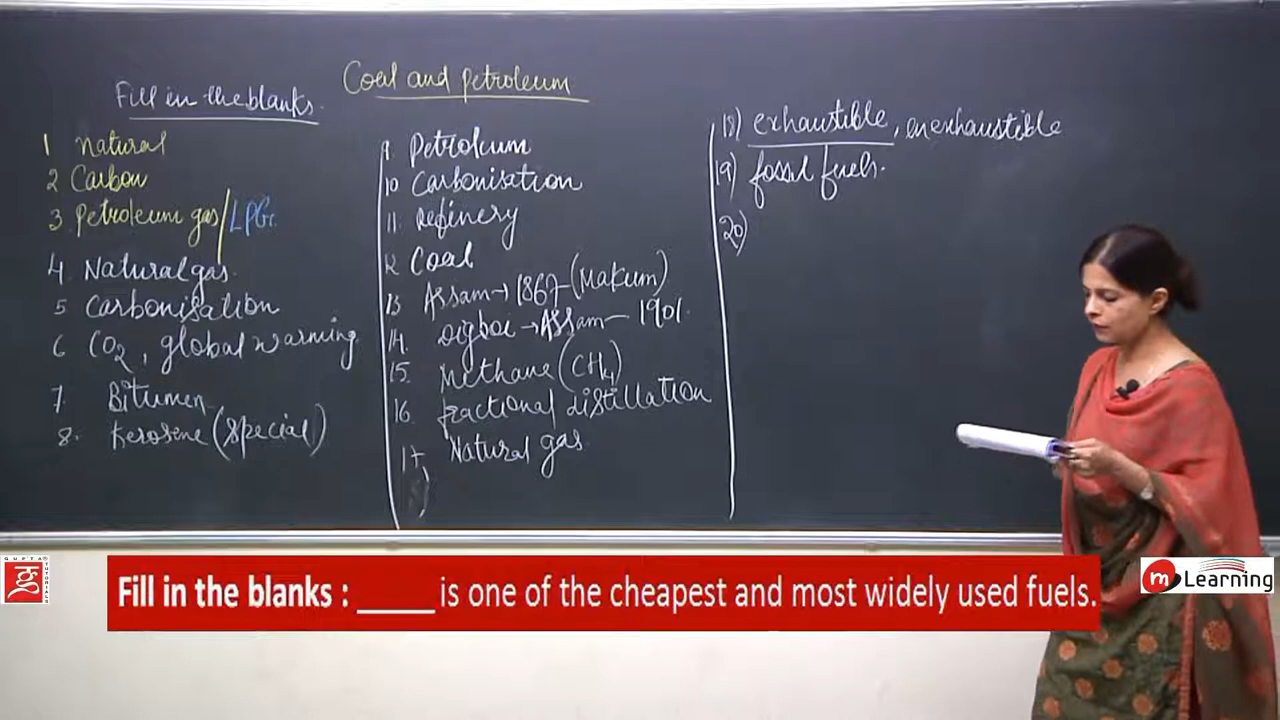 Coal and Petroleum
Fill in the blanks.
1 Natural
2 Carbon
3 Petroleum gas/LPG.
4 Natural gas.
5 Carbonisation
6 CO2, global warming
7. Bitumen
8. Kerosene (special)
9. Petroleum
10 Carbonisation
11. Refinery
12 Coal
13 Assam → 1867 (Makum)
14. Digboi → Assam — 1901.
15. Methane (CH4)
16 fractional distillation
17 Natural gas
18) exhaustible, inexhaustible
19) fossil fuels.
20)
Fill in the blanks : _____ is one of the cheapest and most widely used fuels.
GUPTA
TUTORIALS
m Learning